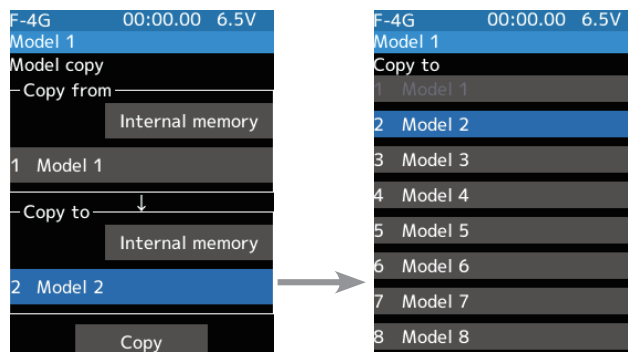 F-4G 00:00.00 6.5V
Model 1
Model copy
Copy from
Internal memory
1 Model 1
↓
Copy to
Internal memory
2 Model 2
Copy
F-4G 00:00.00 6.5V
Model 1
Copy to
1 Model 1
2 Model 2
3 Model 3
4 Model 4
5 Model 5
6 Model 6
7 Model 7
8 Model 8